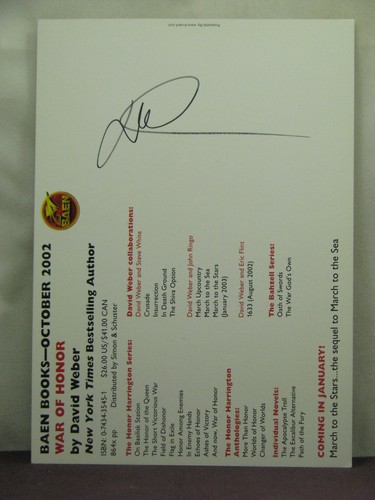 BAEN
BAEN BOOKS—OCTOBER 2002
WAR OF HONOR
by David Weber
New York Times Bestselling Author
ISBN: 0-7434-3545-1 $26.00 US/$41.00 CAN
864x pp Distributed by Simon & Schuster
The Honor Harrington Series:
On Basilisk Station
The Honor of the Queen
The Short Victorious War
Field of Dishonor
Flag in Exile
Honor Among Enemies
In Enemy Hands
Echoes of Honor
Ashes of Victory
And now, War of Honor
The Honor Harrington
Anthologies:
More Than Honor
Worlds of Honor
Changer of Worlds
Individual Novels:
The Apocalypse Troll
The Excalibur Alternative
Path of the Fury
David Weber collaborations:
David Weber and Steve White
Crusade
Insurrection
In Death Ground
The Shiva Option
David Weber and John Ringo
March Upcountry
March to the Sea
March to the Stars
(January 2003)
David Weber and Eric Flint
1633 (August 2002)
The Bahzell Series:
Oath of Swords
The War God's Own
COMING IN JANUARY!
March to the Stars...the sequel to March to the Sea